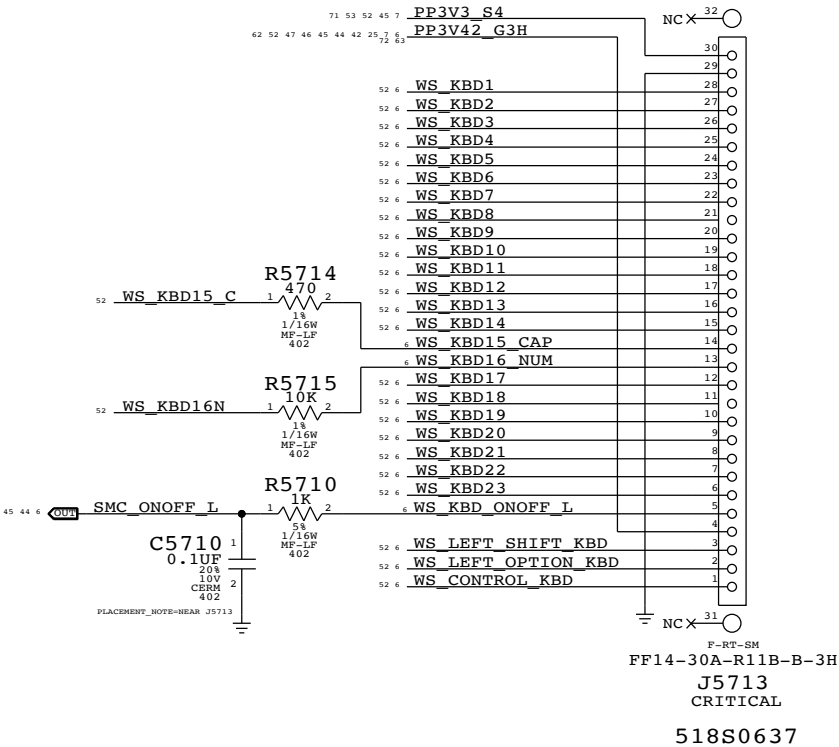 71 53 52 45 7 PP3V3_S4
62 52 47 46 45 44 42 25 7 6 PP3V42_G3H
72 63
NC 32
30
29
52 6 WS_KBD1 28
52 6 WS_KBD2 27
52 6 WS_KBD3 26
52 6 WS_KBD4 25
52 6 WS_KBD5 24
52 6 WS_KBD6 23
52 6 WS_KBD7 22
52 6 WS_KBD8 21
52 6 WS_KBD9 20
52 6 WS_KBD10 19
52 6 WS_KBD11 18
52 6 WS_KBD12 17
52 6 WS_KBD13 16
52 6 WS_KBD14 15
6 WS_KBD15_CAP 14
6 WS_KBD16_NUM 13
52 6 WS_KBD17 12
52 6 WS_KBD18 11
52 6 WS_KBD19 10
52 6 WS_KBD20 9
52 6 WS_KBD21 8
52 6 WS_KBD22 7
52 6 WS_KBD23 6
6 WS_KBD_ONOFF_L 5
4
52 6 WS_LEFT_SHIFT_KBD 3
52 6 WS_LEFT_OPTION_KBD 2
52 6 WS_CONTROL_KBD 1
NC 31
R5714
470
52 WS_KBD15_C 1 2
1%
1/16W
MF-LF
402
R5715
10K
52 WS_KBD16N 1 2
1%
1/16W
MF-LF
402
R5710
1K
45 44 6 OUT SMC_ONOFF_L 1 2
5%
1/16W
MF-LF
402
C5710 1
0.1UF
20%
10V 2
CERM
402
PLACEMENT_NOTE=NEAR J5713
F-RT-SM
FF14-30A-R11B-B-3H
J5713
CRITICAL
518S0637